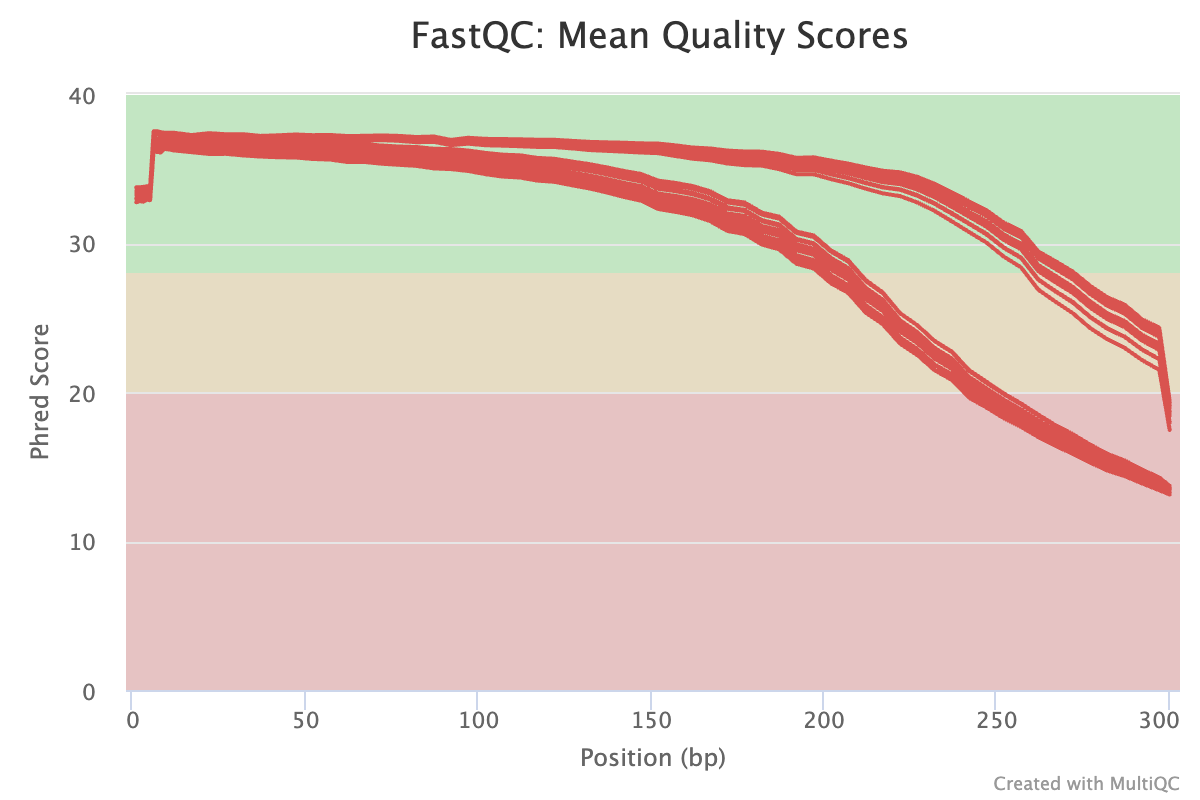 FastQC: Mean Quality Scores
40
30
20
10
0
Phred Score
0 50 100 150 200 250 300
Position (bp)
Created with MultiQC